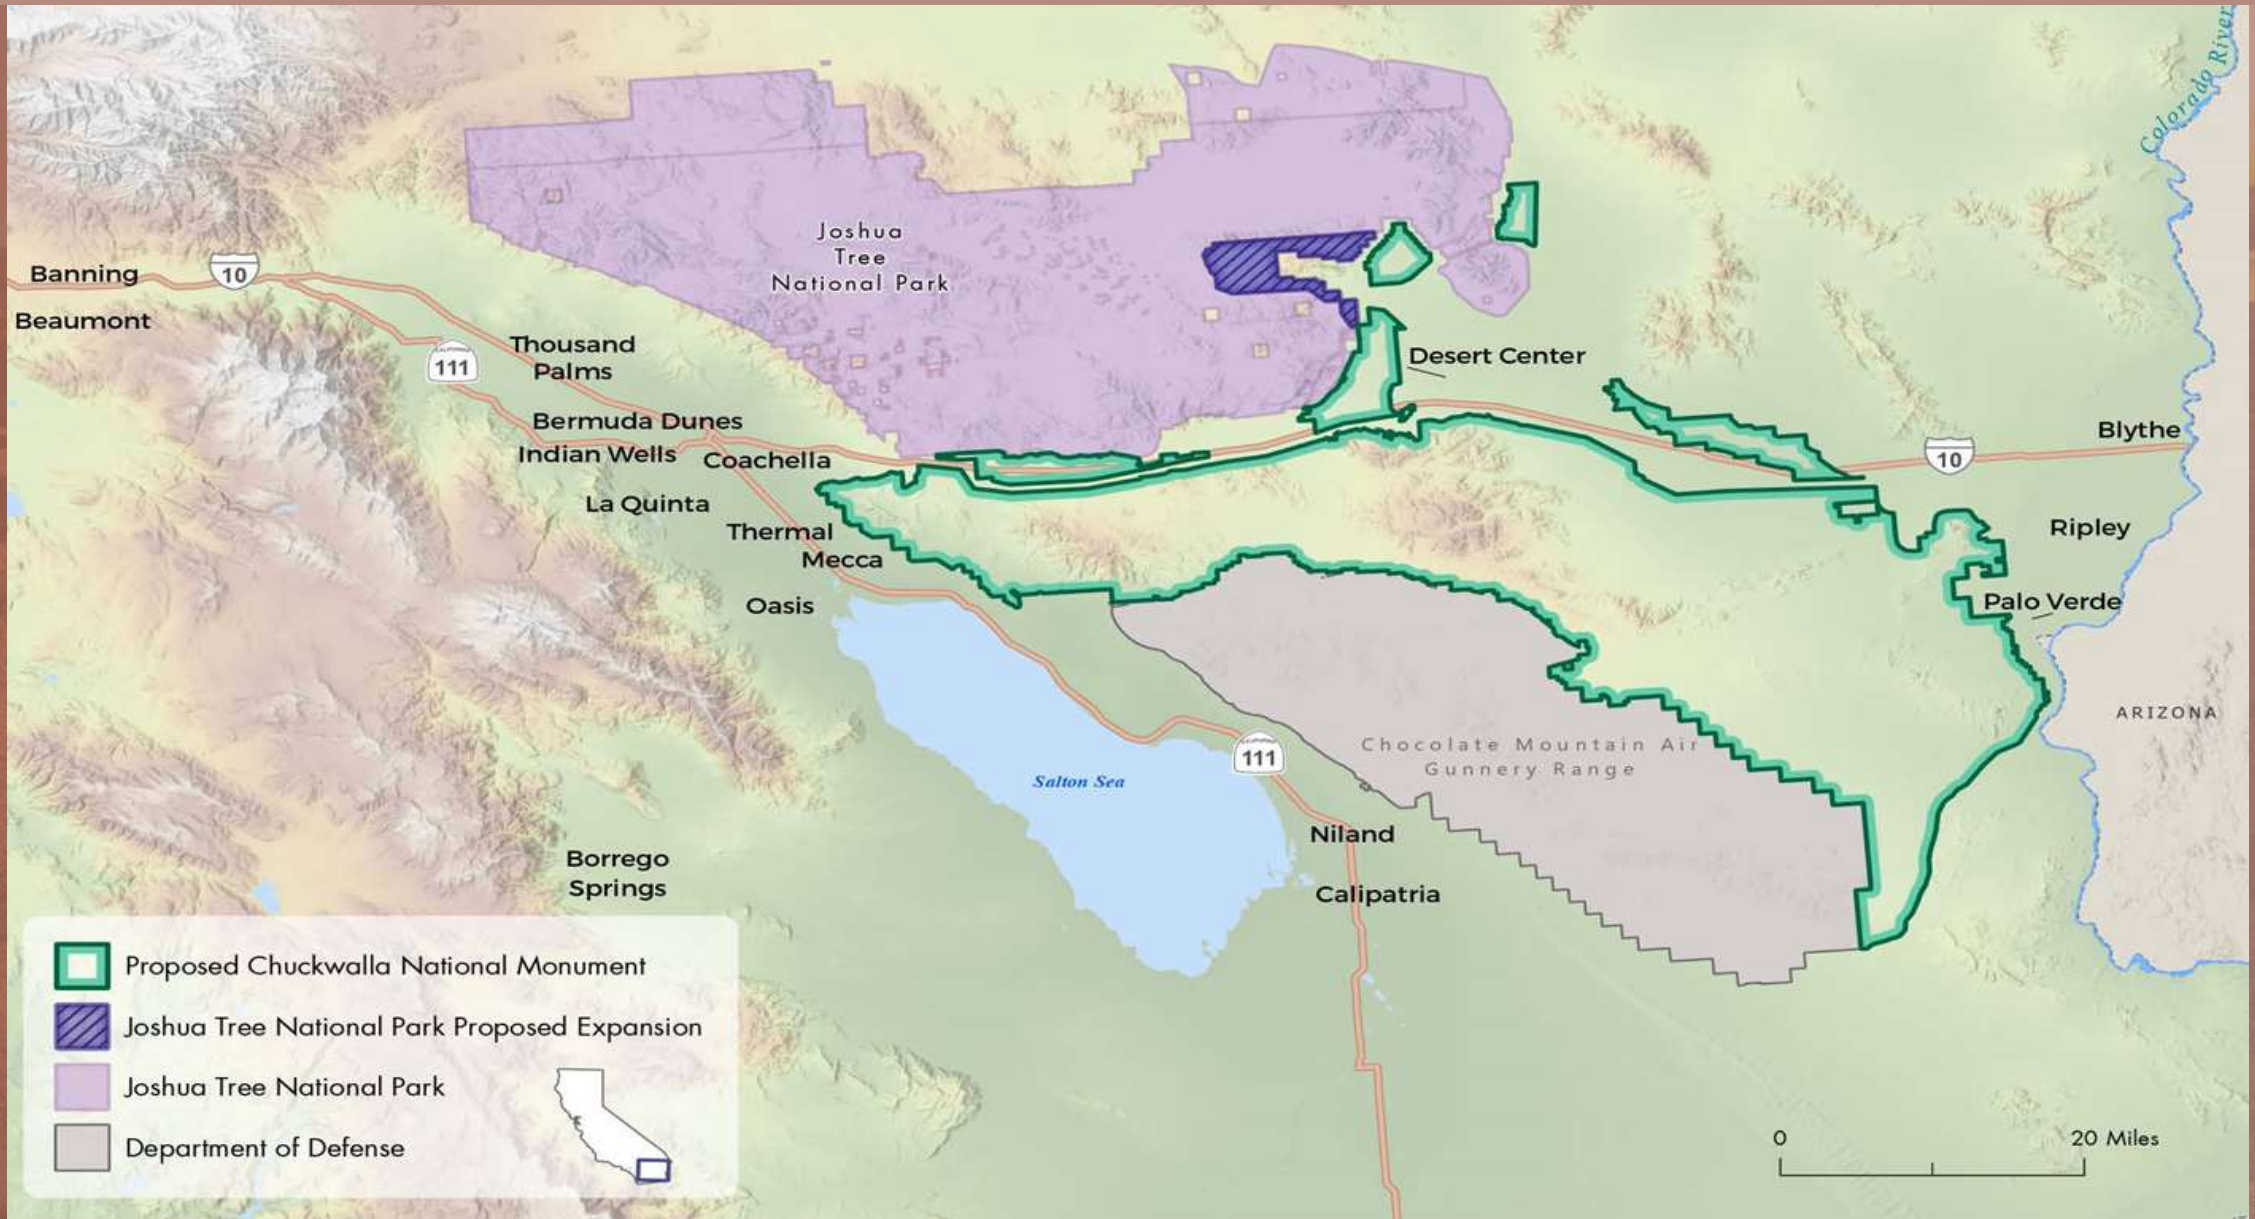 Colorado River
Joshua
Tree
National Park
Banning
10
Beaumont
Thousand
Palms
CALIFORNIA
111
Desert Center
Bermuda Dunes
Indian Wells
Coachella
Blythe
10
La Quinta
Thermal
Mecca
Ripley
Oasis
Palo Verde
ARIZONA
Chocolate Mountain Air
Gunnery Range
CALIFORNIA
111
Salton Sea
Niland
Borrego
Springs
Calipatria
Proposed Chuckwalla National Monument
Joshua Tree National Park Proposed Expansion
Joshua Tree National Park
Department of Defense
0
20 Miles